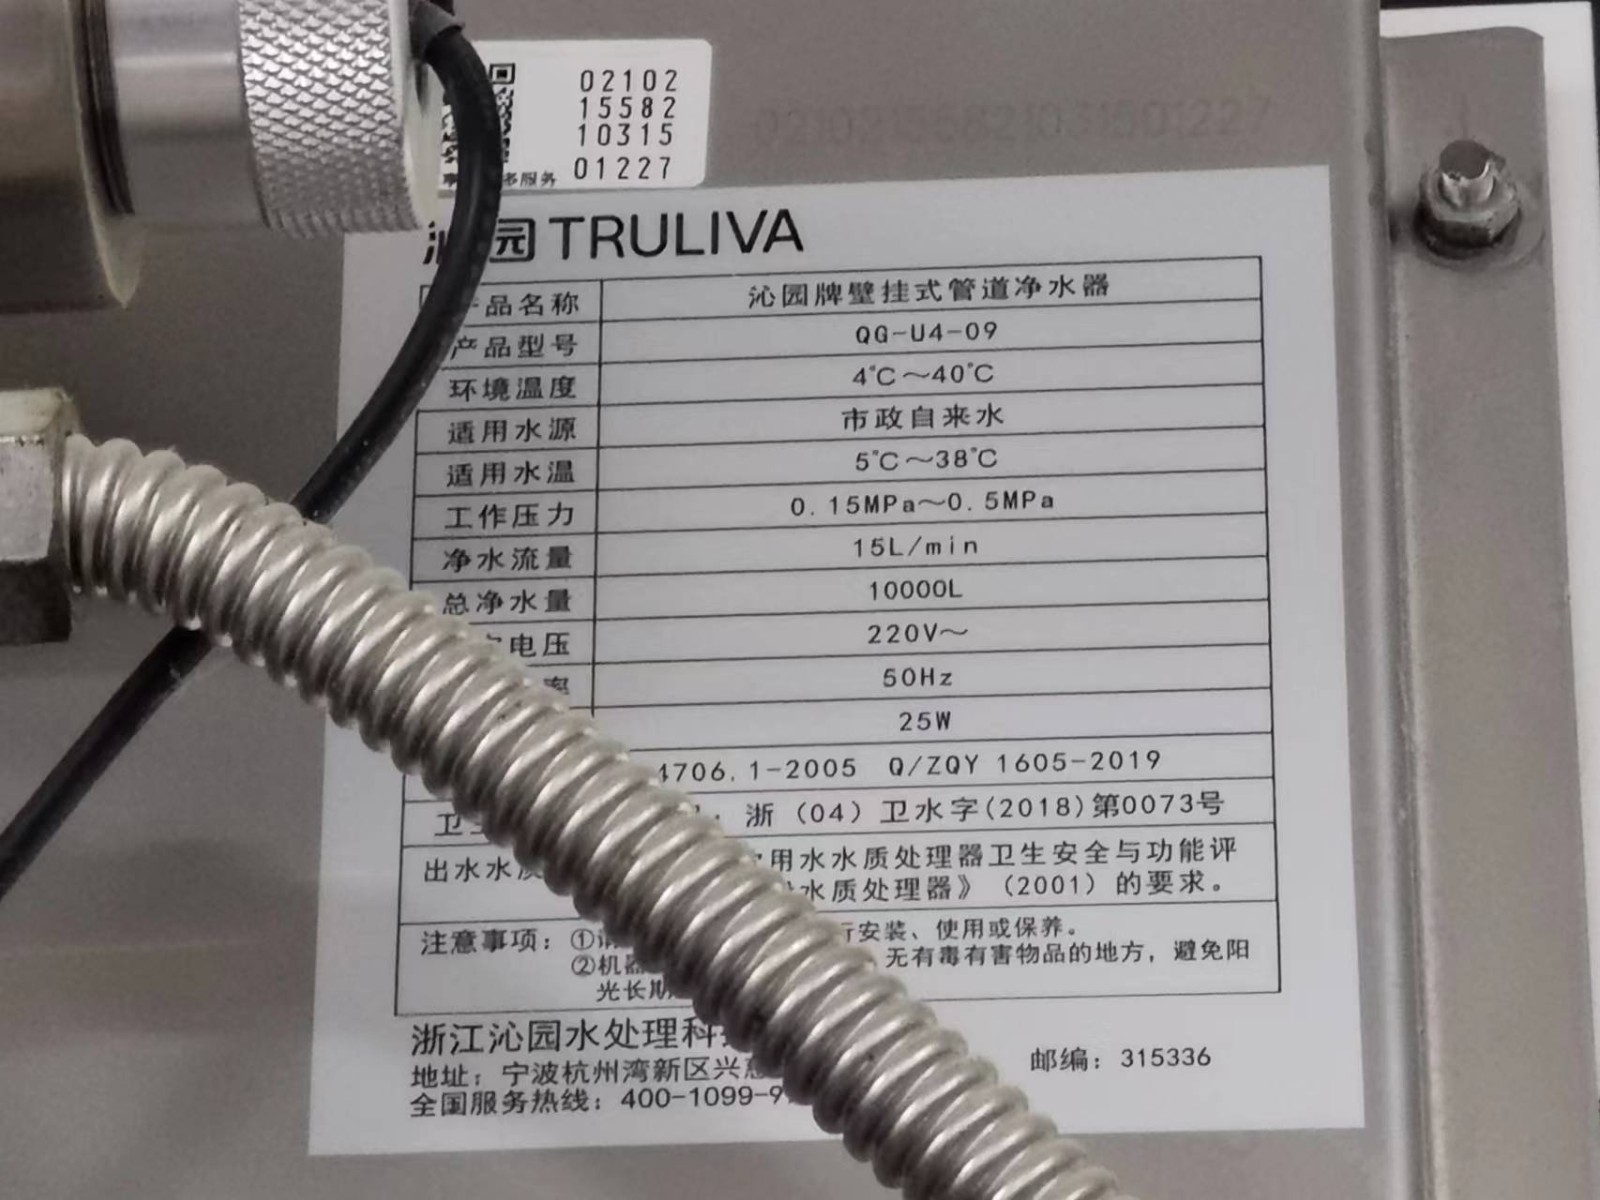 02102
15582
10315
01227
服务
02102155821031501227
园 TRULIVA
品名称 沁园牌壁挂式管道净水器
产品型号 QG-U4-09
环境温度 4℃～40℃
适用水源 市政自来水
适用水温 5℃～38℃
工作压力 0.15MPa～0.5MPa
净水流量 15L/min
总净水量 10000L
电压 220V～
率 50Hz
25W
4706.1-2005 Q/ZQY 1605-2019
卫 浙（04）卫水字(2018)第0073号
出水水质 用水水质处理器卫生安全与功能评
水质处理器》（2001）的要求。
注意事项：① 行安装、使用或保养。
②机器 无有毒有害物品的地方，避免阳
光长期
浙江沁园水处理科
地址：宁波杭州湾新区兴慈 邮编：315336
全国服务热线：400-1099-9